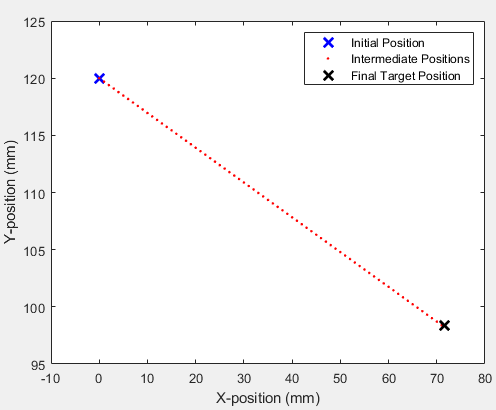 125
120
115
110
105
100
95
-10 0 10 20 30 40 50 60 70 80
X-position (mm)
Y-position (mm)
Initial Position
Intermediate Positions
Final Target Position